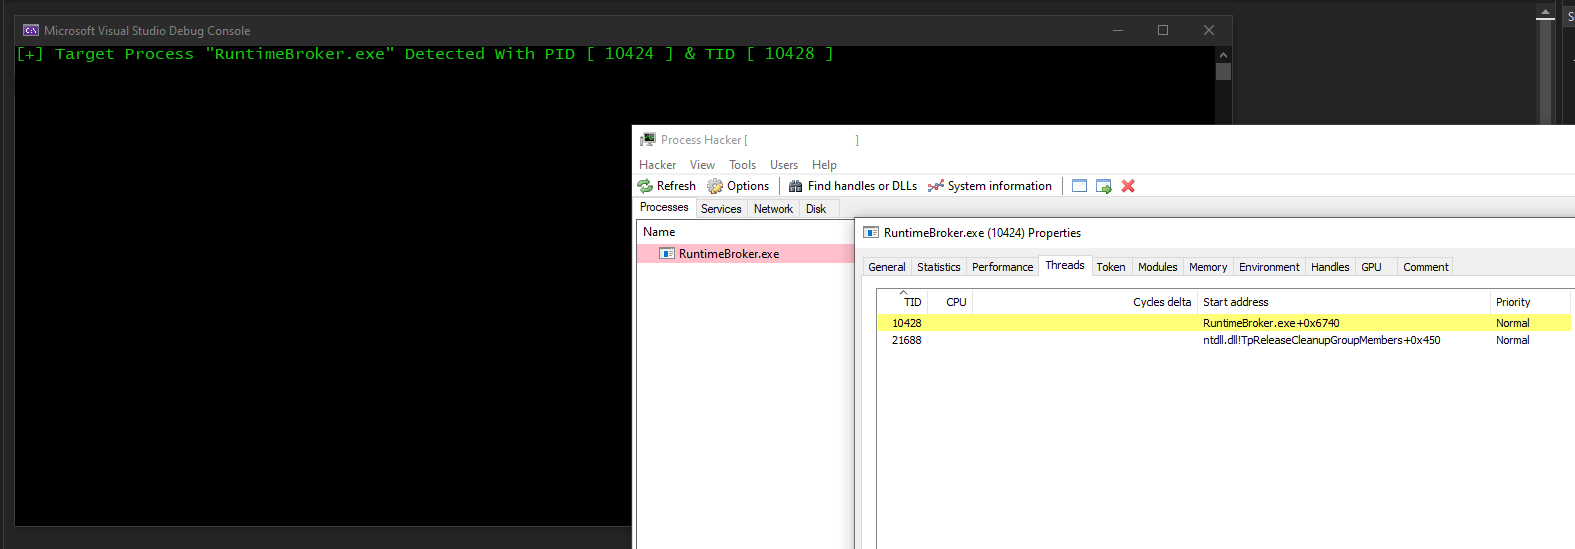 Microsoft Visual Studio Debug Console
[+] Target Process "RuntimeBroker.exe" Detected With PID [ 10424 ] & TID [ 10428 ]
Process Hacker [ ]
Hacker View Tools Users Help
Refresh Options Find handles or DLLs System information
Processes Services Network Disk
Name
RuntimeBroker.exe
RuntimeBroker.exe (10424) Properties
General Statistics Performance Threads Token Modules Memory Environment Handles GPU Comment
TID CPU Cycles delta Start address Priority
10428 RuntimeBroker.exe+0x6740 Normal
21688 ntdll.dll!TpReleaseCleanupGroupMembers+0x450 Normal